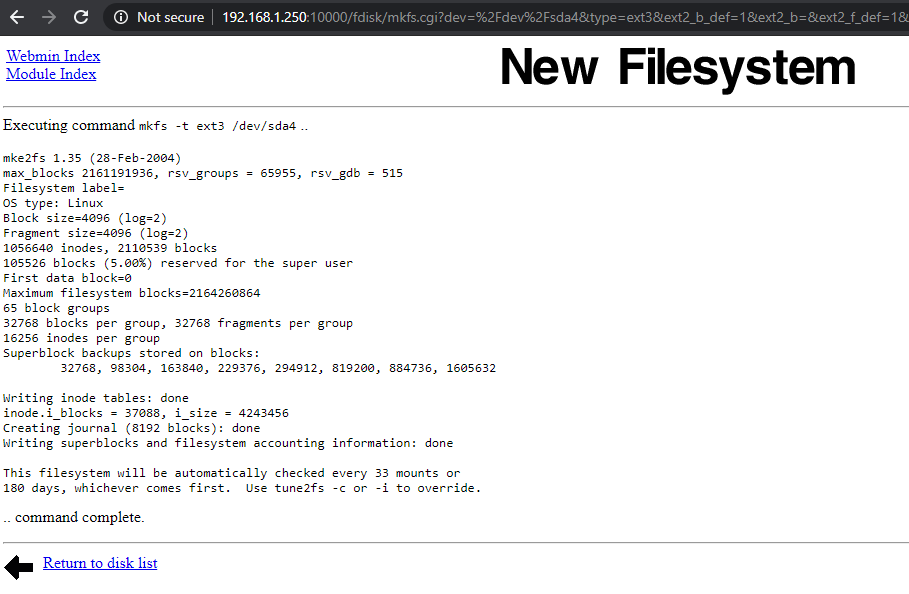 Not secure | 192.168.1.250:10000/fdisk/mkfs.cgi?dev=%2Fdev%2Fsda4&type=ext3&ext2_b_def=1&ext2_b=&ext2_f_def=1&
Webmin Index
Module Index
New Filesystem
Executing command mkfs -t ext3 /dev/sda4 ..
mke2fs 1.35 (28-Feb-2004)
max_blocks 2161191936, rsv_groups = 65955, rsv_gdb = 515
Filesystem label=
OS type: Linux
Block size=4096 (log=2)
Fragment size=4096 (log=2)
1056640 inodes, 2110539 blocks
105526 blocks (5.00%) reserved for the super user
First data block=0
Maximum filesystem blocks=2164260864
65 block groups
32768 blocks per group, 32768 fragments per group
16256 inodes per group
Superblock backups stored on blocks:
32768, 98304, 163840, 229376, 294912, 819200, 884736, 1605632
Writing inode tables: done
inode.i_blocks = 37088, i_size = 4243456
Creating journal (8192 blocks): done
Writing superblocks and filesystem accounting information: done
This filesystem will be automatically checked every 33 mounts or
180 days, whichever comes first.  Use tune2fs -c or -i to override.
.. command complete.
Return to disk list